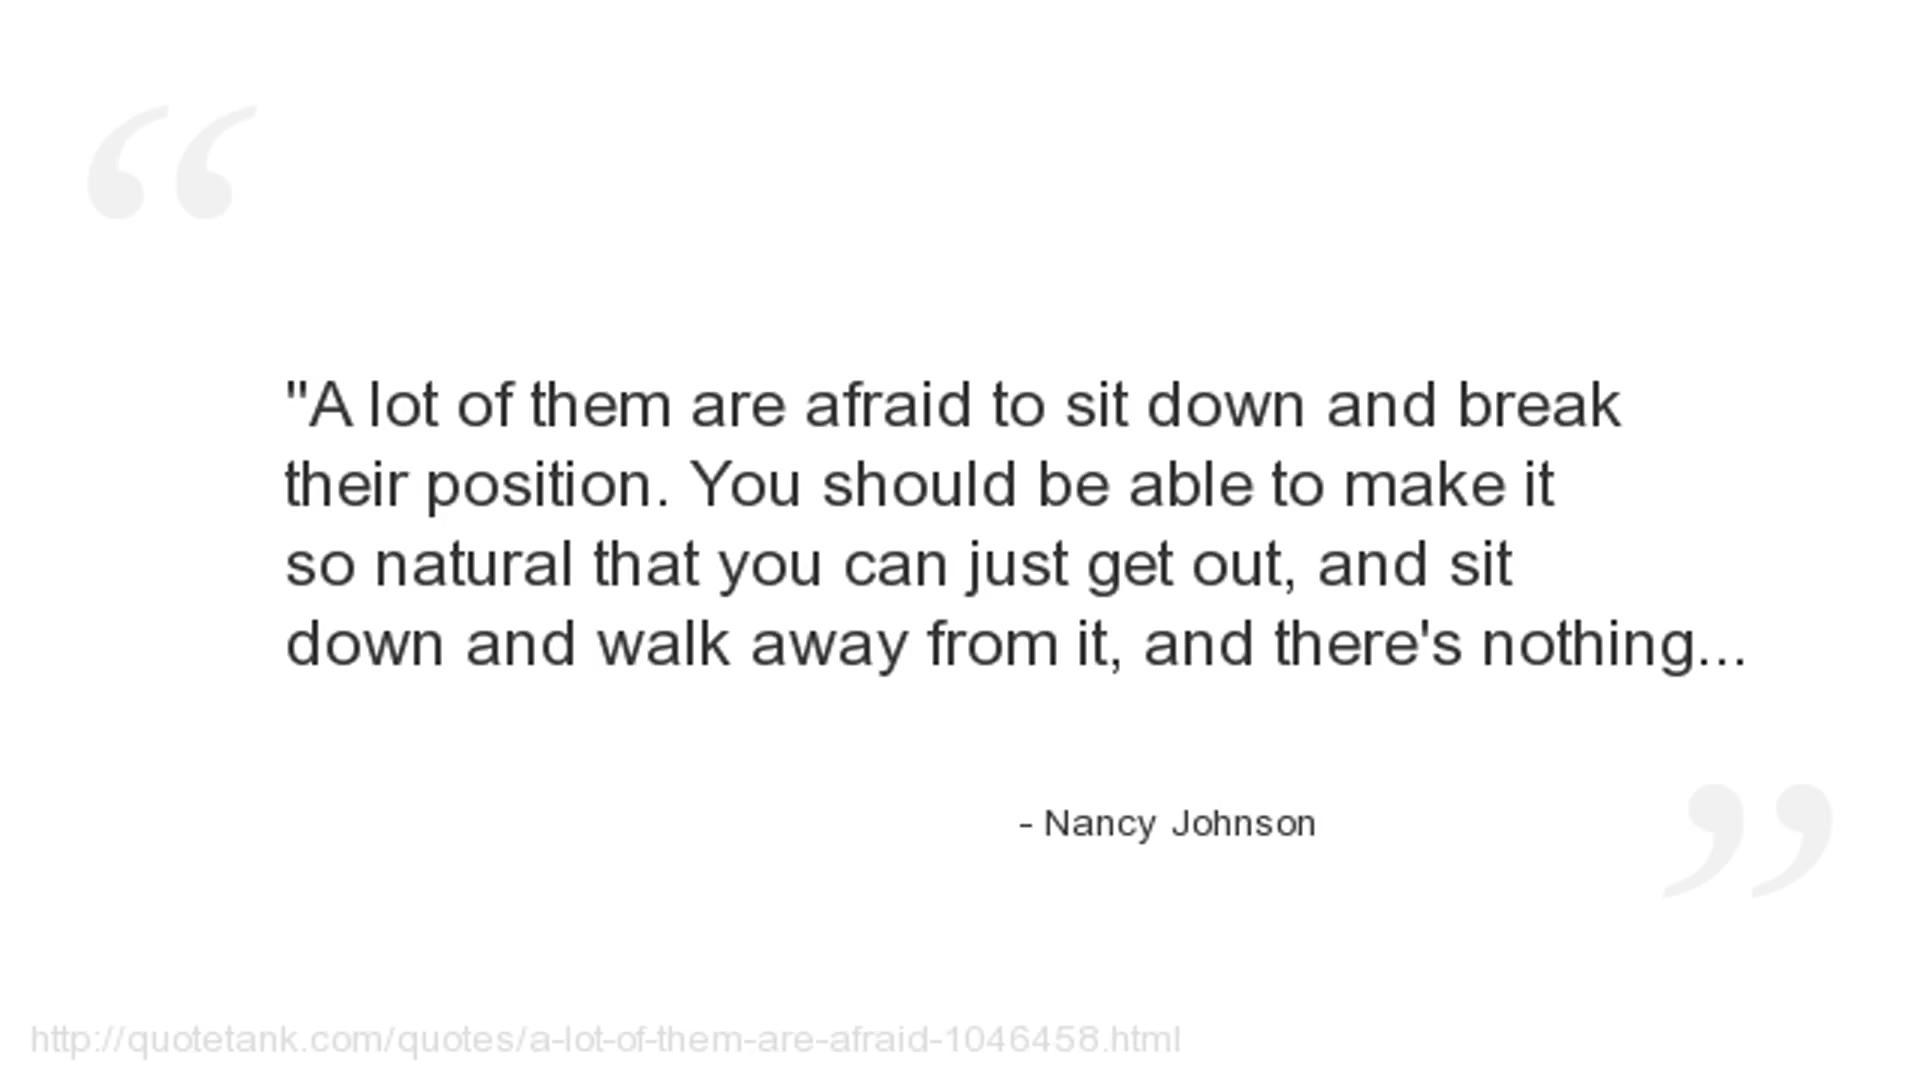 "A lot of them are afraid to sit down and break
their position. You should be able to make it
so natural that you can just get out, and sit
down and walk away from it, and there's nothing...
- Nancy Johnson
http://quotetank.com/quotes/a-lot-of-them-are-afraid-1046458.html